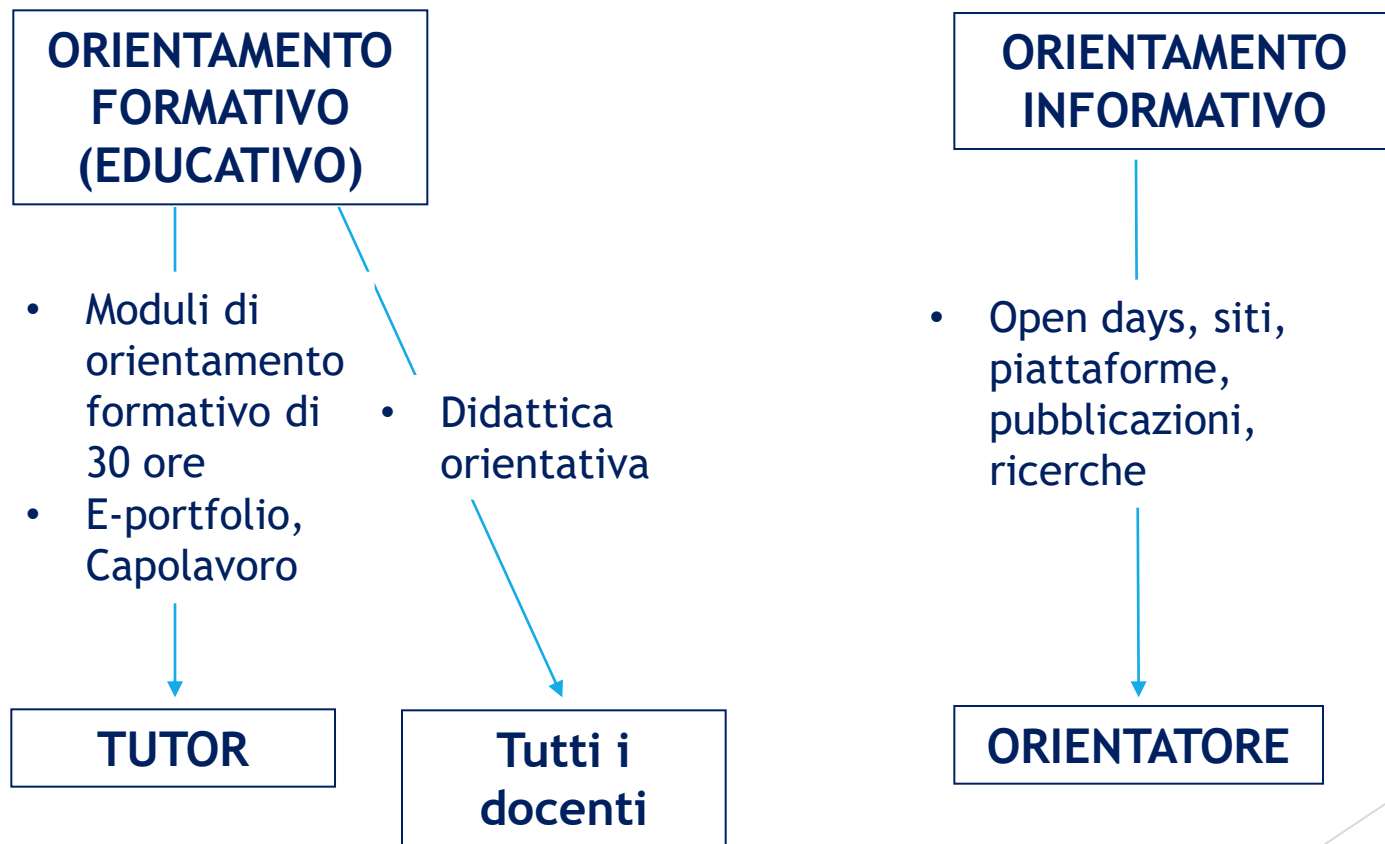 ORIENTAMENTO
FORMATIVO
(EDUCATIVO)
• Moduli di
orientamento
formativo di
30 ore
• E-portfolio,
Capolavoro
• Didattica
orientativa
TUTOR
Tutti i
docenti
ORIENTAMENTO
INFORMATIVO
• Open days, siti,
piattaforme,
pubblicazioni,
ricerche
ORIENTATORE